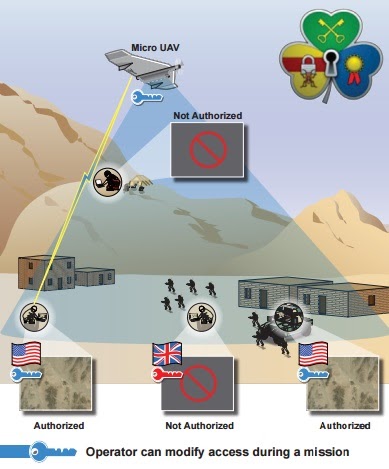 Micro UAV
Not Authorized
Authorized
Not Authorized
Authorized
Operator can modify access during a mission